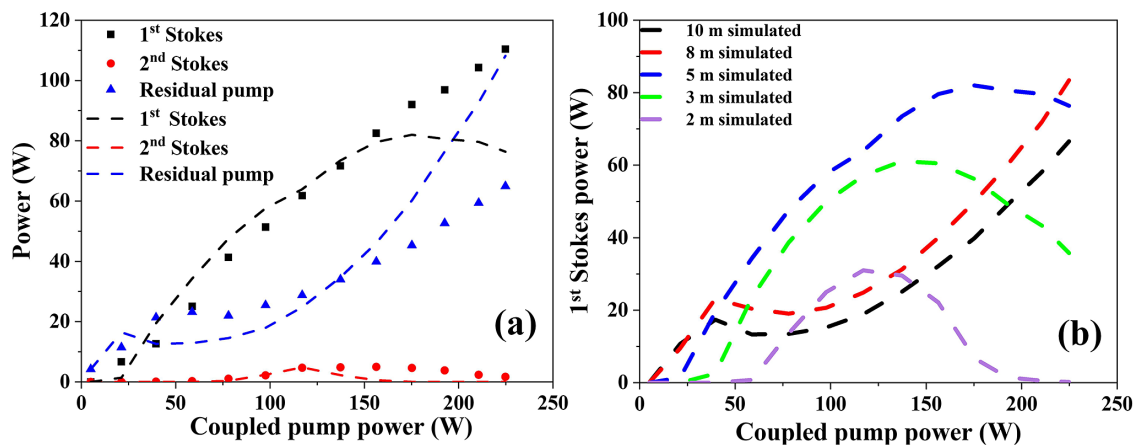 120
100
80
60
40
20
0
Power (W)
1st Stokes
2nd Stokes
Residual pump
1st Stokes
2nd Stokes
Residual pump
(a)
0 50 100 150 200 250
Coupled pump power (W)
100
80
60
40
20
0
1st Stokes power (W)
10 m simulated
8 m simulated
5 m simulated
3 m simulated
2 m simulated
(b)
0 50 100 150 200 250
Coupled pump power (W)